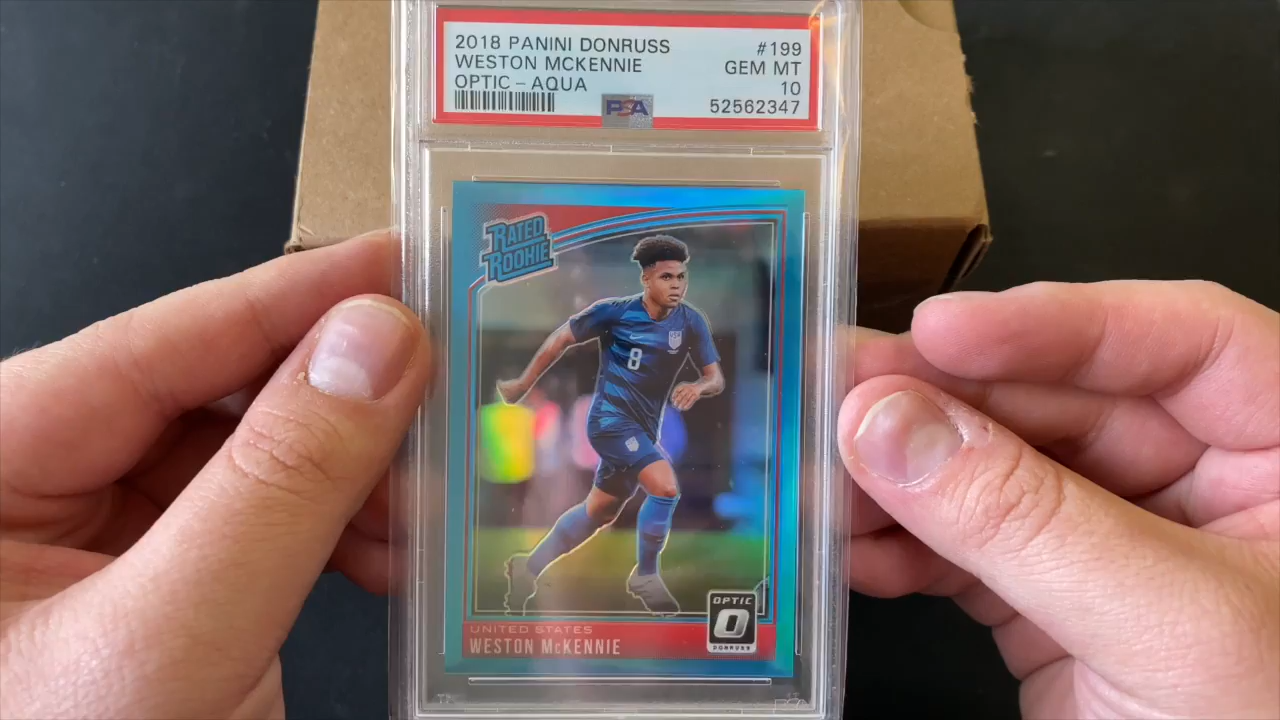 2018 PANINI DONRUSS #199
WESTON MCKENNIE GEM MT
OPTIC – AQUA 10
PSA 52562347
RATED
ROOKIE
8
OPTIC
O
DONRUSS
UNITED STATES
WESTON McKENNIE